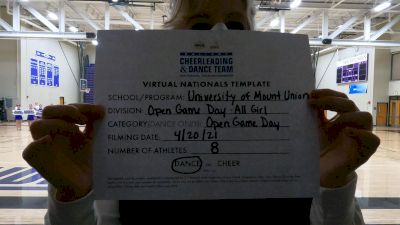 CHEERLEADING
& DANCE TEAM
VIRTUAL NATIONALS TEMPLATE
SCHOOL/PROGRAM: University of Mount Union
DIVISION: Open Game Day - All Girl
CATEGORY (DANCE ONLY): Open Game Day
FILMING DATE: 4/20/21
NUMBER OF ATHLETES 8
DANCE OR CHEER